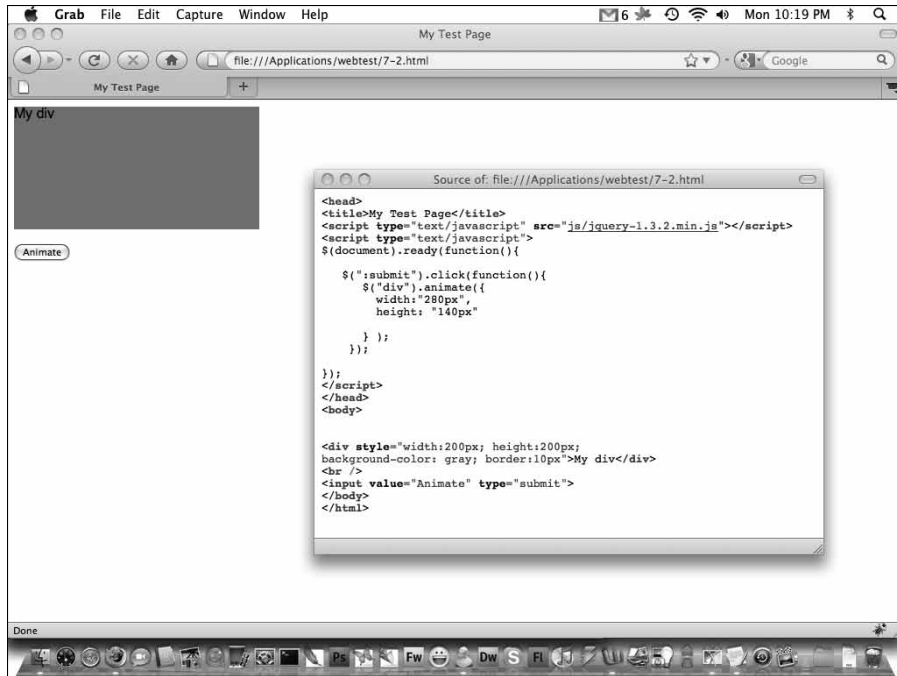 Grab File Edit Capture Window Help 6 Mon 10:19 PM
My Test Page
file:///Applications/webtest/7-2.html Google
My Test Page +
My div
Animate
Source of: file:///Applications/webtest/7-2.html
<head>
<title>My Test Page</title>
<script type="text/javascript" src="js/jquery-1.3.2.min.js"></script>
<script type="text/javascript">
$(document).ready(function(){
$(":submit").click(function(){
$("div").animate({
width:"280px",
height: "140px"
} );
});
});
</script>
</head>
<body>
<div style="width:200px; height:200px;
background-color: gray; border:10px">My div</div>
<br />
<input value="Animate" type="submit">
</body>
</html>
Done
Ps Fw Dw S Fl